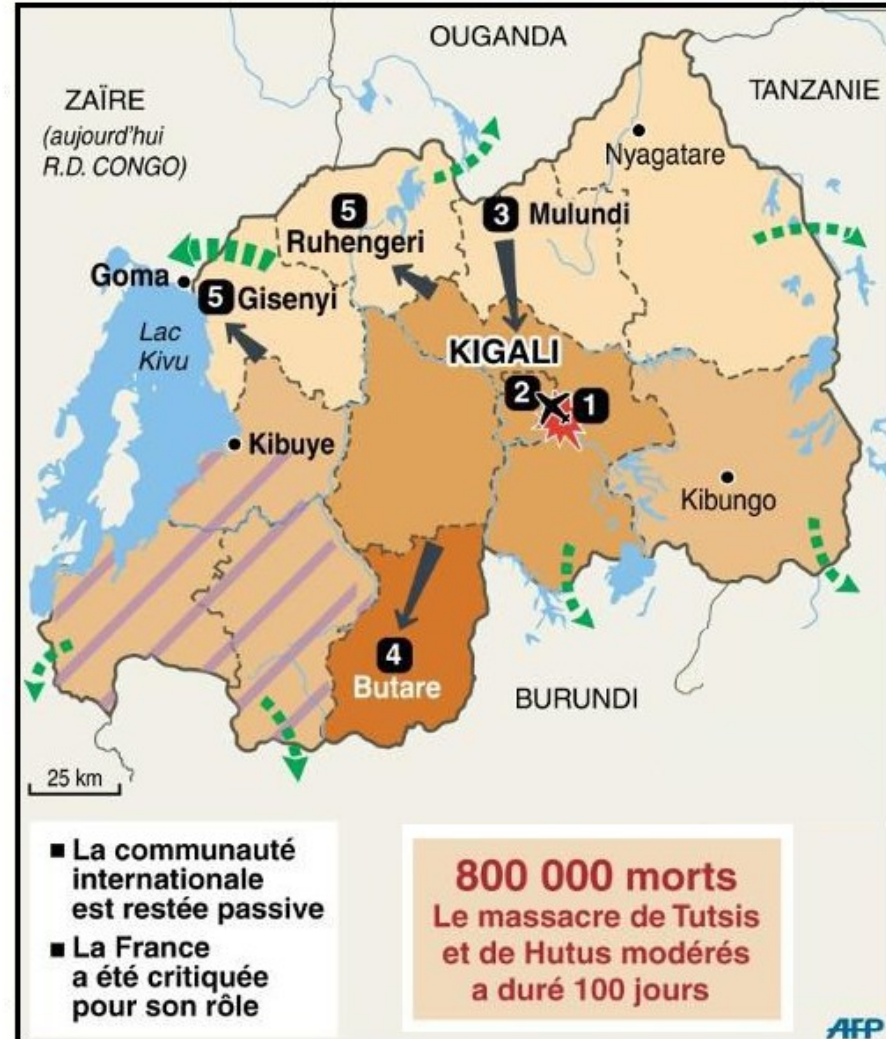 OUGANDA
ZAÏRE
(aujourd'hui
R.D. CONGO)
TANZANIE
Nyagatare
5
Ruhengeri
3 Mulundi
Goma
5 Gisenyi
Lac
Kivu
KIGALI
2
1
Kibuye
Kibungo
4
Butare
BURUNDI
25 km
■ La communauté
internationale
est restée passive
■ La France
a été critiquée
pour son rôle
800 000 morts
Le massacre de Tutsis
et de Hutus modérés
a duré 100 jours
AFP